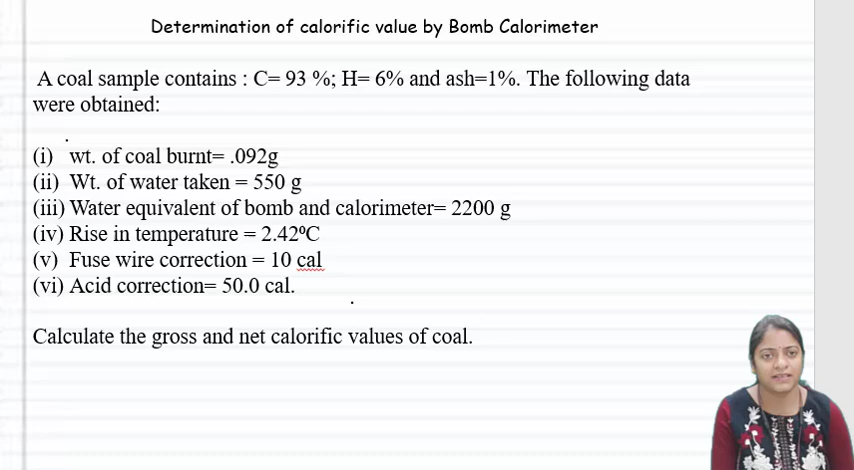 Determination of calorific value by Bomb Calorimeter
A coal sample contains : C= 93 %; H= 6% and ash=1%. The following data
were obtained:
(i) wt. of coal burnt= .092g
(ii) Wt. of water taken = 550 g
(iii) Water equivalent of bomb and calorimeter= 2200 g
(iv) Rise in temperature = 2.42⁰C
(v) Fuse wire correction = 10 cal
(vi) Acid correction= 50.0 cal.
Calculate the gross and net calorific values of coal.